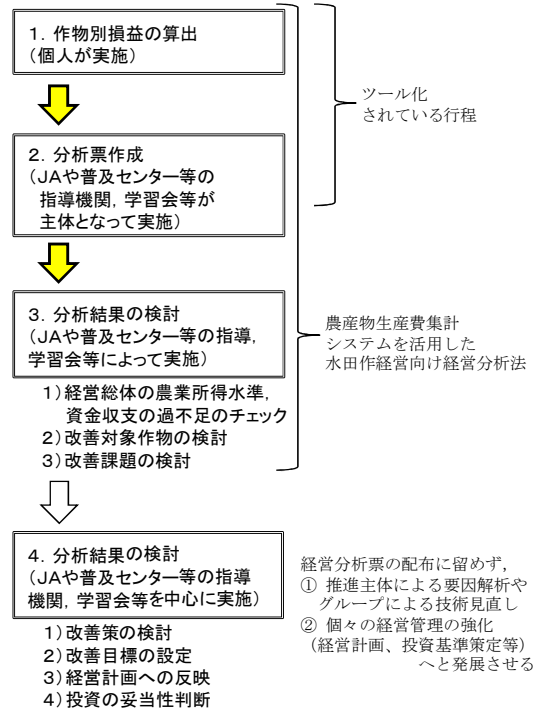 １．作物別損益の算出
（個人が実施）
ツール化
されている行程
２．分析票作成
（ＪＡや普及センター等の
指導機関，学習会等が
主体となって実施）
３．分析結果の検討
（ＪＡや普及センター等の指導，
学習会等によって実施）
１）経営総体の農業所得水準，
資金収支の過不足のチェック
２）改善対象作物の検討
３）改善課題の検討
農産物生産費集計
システムを活用した
水田作経営向け経営分析法
４．分析結果の検討
（ＪＡや普及センター等の指導
機関，学習会等を中心に実施）
１）改善策の検討
２）改善目標の設定
３）経営計画への反映
４）投資の妥当性判断
経営分析票の配布に留めず，
① 推進主体による要因解析や
グループによる技術見直し
② 個々の経営管理の強化
（経営計画、投資基準策定等）
へと発展させる